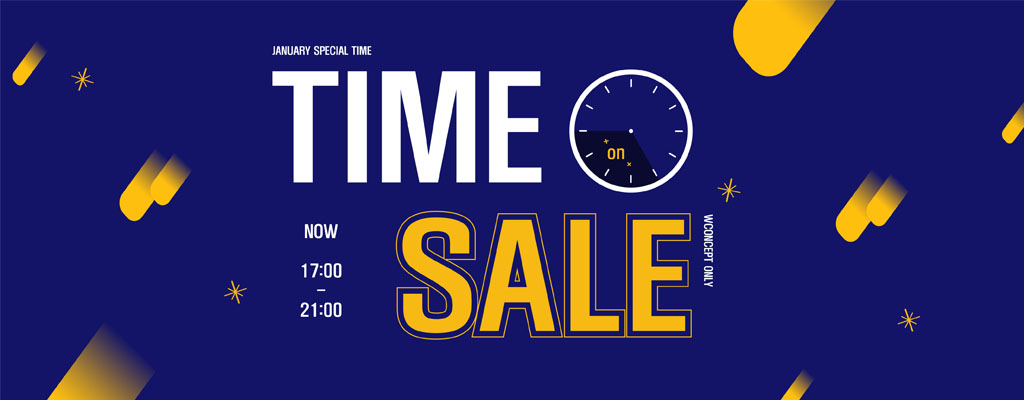 JANUARY SPECIAL TIME
TIME
on
SALE
WCONCEPT ONLY
NOW
17:00
–
21:00